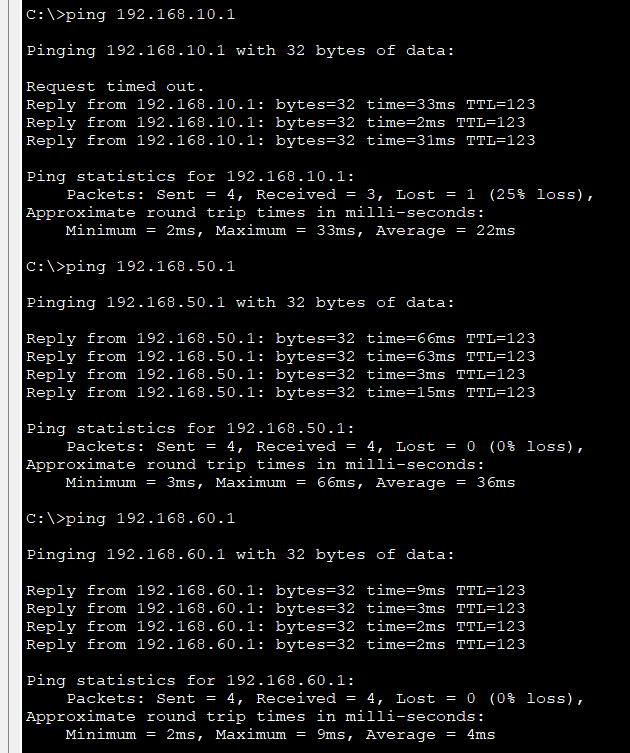 C:\>ping 192.168.10.1
Pinging 192.168.10.1 with 32 bytes of data:
Request timed out.
Reply from 192.168.10.1: bytes=32 time=33ms TTL=123
Reply from 192.168.10.1: bytes=32 time=2ms TTL=123
Reply from 192.168.10.1: bytes=32 time=31ms TTL=123
Ping statistics for 192.168.10.1:
Packets: Sent = 4, Received = 3, Lost = 1 (25% loss),
Approximate round trip times in milli-seconds:
Minimum = 2ms, Maximum = 33ms, Average = 22ms
C:\>ping 192.168.50.1
Pinging 192.168.50.1 with 32 bytes of data:
Reply from 192.168.50.1: bytes=32 time=66ms TTL=123
Reply from 192.168.50.1: bytes=32 time=63ms TTL=123
Reply from 192.168.50.1: bytes=32 time=3ms TTL=123
Reply from 192.168.50.1: bytes=32 time=15ms TTL=123
Ping statistics for 192.168.50.1:
Packets: Sent = 4, Received = 4, Lost = 0 (0% loss),
Approximate round trip times in milli-seconds:
Minimum = 3ms, Maximum = 66ms, Average = 36ms
C:\>ping 192.168.60.1
Pinging 192.168.60.1 with 32 bytes of data:
Reply from 192.168.60.1: bytes=32 time=9ms TTL=123
Reply from 192.168.60.1: bytes=32 time=3ms TTL=123
Reply from 192.168.60.1: bytes=32 time=2ms TTL=123
Reply from 192.168.60.1: bytes=32 time=2ms TTL=123
Ping statistics for 192.168.60.1:
Packets: Sent = 4, Received = 4, Lost = 0 (0% loss),
Approximate round trip times in milli-seconds:
Minimum = 2ms, Maximum = 9ms, Average = 4ms